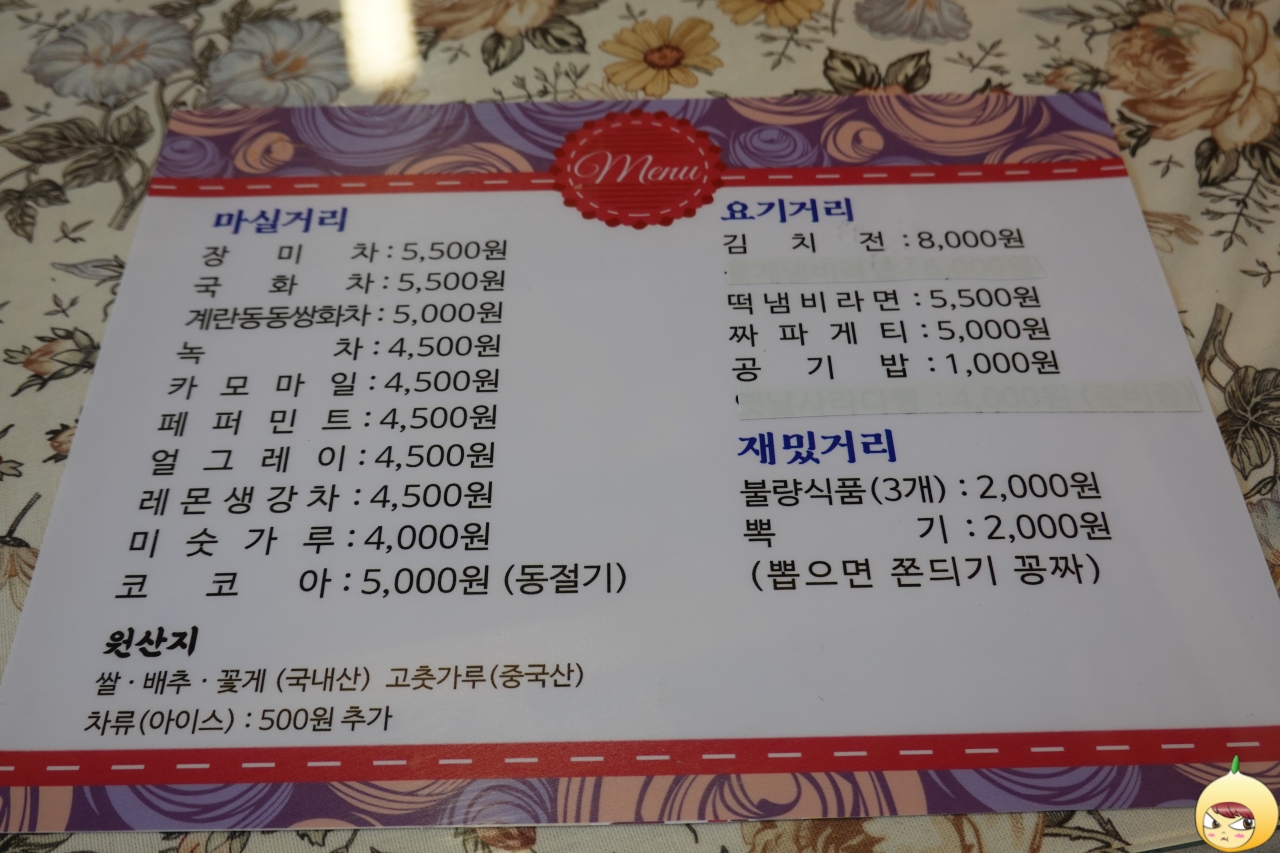 Menu
마실거리
장 미 차 : 5,500원
국 화 차 : 5,500원
계란동동쌍화차 : 5,000원
녹 차 : 4,500원
카 모 마 일 : 4,500원
페 퍼 민 트 : 4,500원
얼 그 레 이 : 4,500원
레 몬 생 강 차 : 4,500원
미 숫 가 루 : 4,000원
코 코 아 : 5,000원 (동절기)
원산지
쌀 · 배추 · 꽃게 (국내산) 고춧가루(중국산)
차류(아이스) : 500원 추가
요기거리
김 치 전 : 8,000원
떡 냄 비 라 면 : 5,500원
짜 파 게 티 : 5,000원
공 기 밥 : 1,000원
재밌거리
불량식품(3개) : 2,000원
뽁 기 : 2,000원
(뽑으면 쫀듸기 꽁짜)